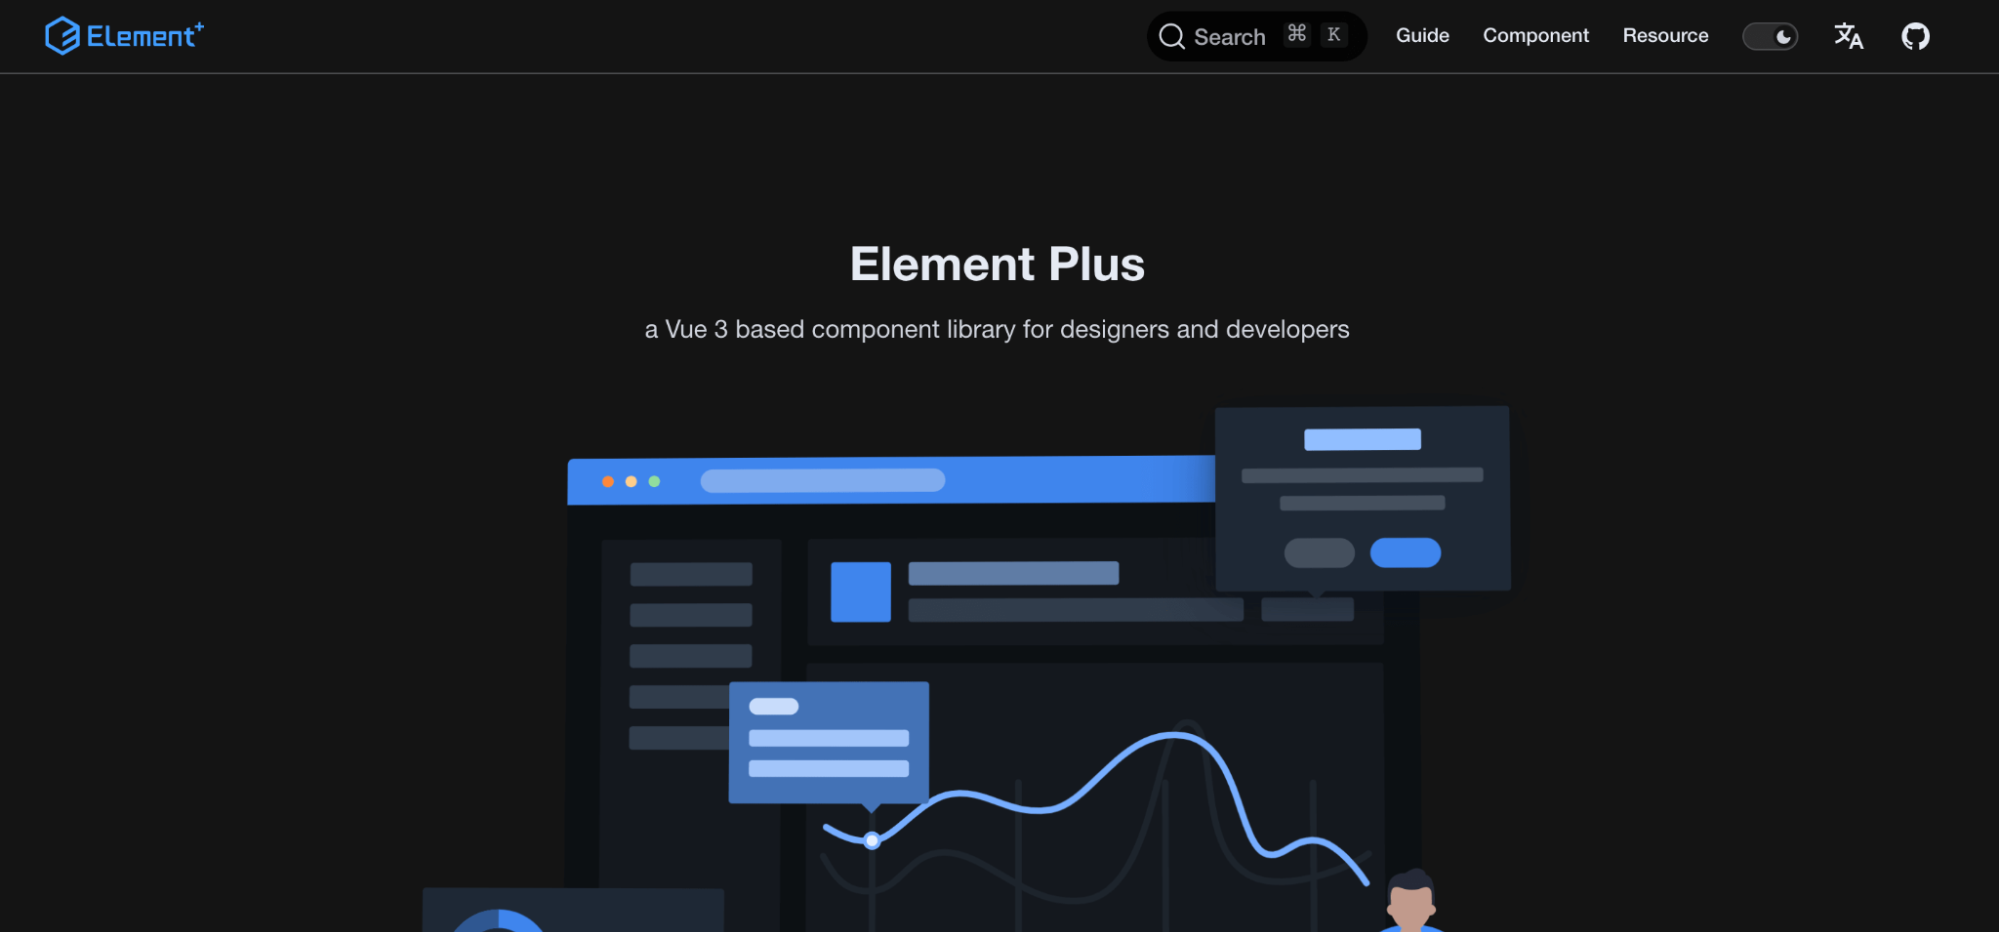 Element+
Search ⌘ K
Guide
Component
Resource
Element Plus
a Vue 3 based component library for designers and developers